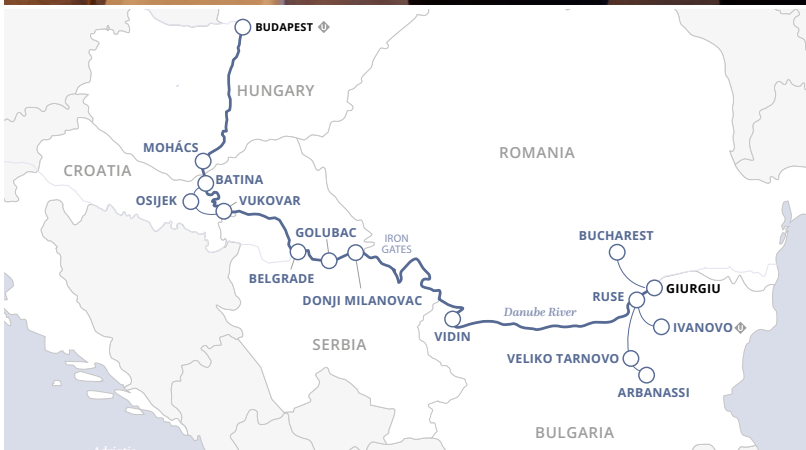 BUDAPEST
HUNGARY
MOHÁCS
ROMANIA
CROATIA
BATINA
OSIJEK
VUKOVAR
GOLUBAC
BUCHAREST
IRON
GATES
BELGRADE
GIURGIU
RUSE
DONJI MILANOVAC
Danube River
IVANOVO
VIDIN
SERBIA
VELIKO TARNOVO
ARBANASSI
BULGARIA